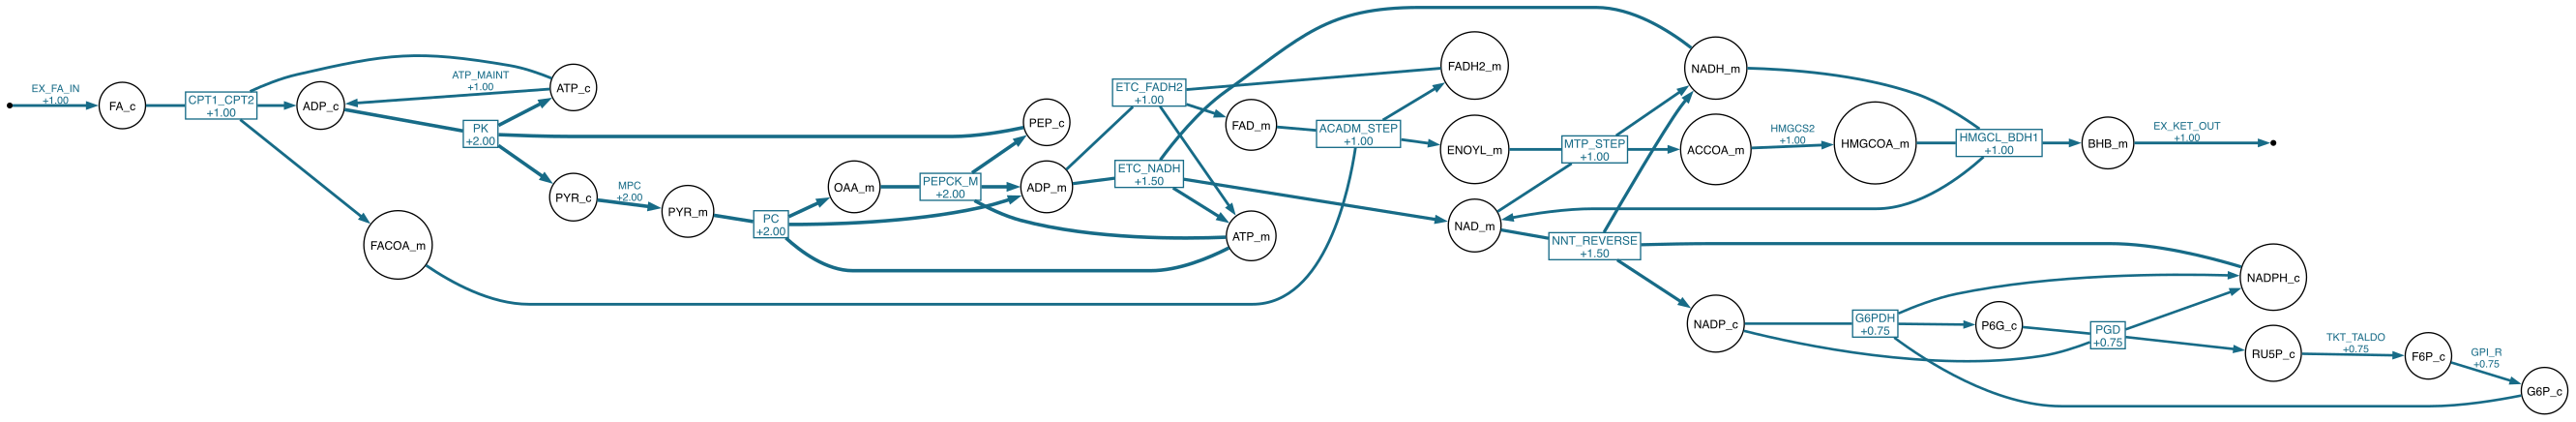 EX_FA_IN
+1.00
FA_c
CPT1_CPT2
+1.00
ADP_c
ATP_MAINT
+1.00
ATP_c
PK
+2.00
FACOA_m
PYR_c
MPC
+2.00
PYR_m
PC
+2.00
OAA_m
PEPCK_M
+2.00
PEP_c
ADP_m
ETC_FADH2
+1.00
ETC_NADH
+1.50
FAD_m
ATP_m
ACADM_STEP
+1.00
FADH2_m
ENOYL_m
NAD_m
MTP_STEP
+1.00
NNT_REVERSE
+1.50
NADH_m
ACCOA_m
NADP_c
HMGCS2
+1.00
HMGCOA_m
G6PDH
+0.75
HMGCL_BDH1
+1.00
P6G_c
BHB_m
PGD
+0.75
EX_KET_OUT
+1.00
NADPH_c
RU5P_c
TKT_TALDO
+0.75
F6P_c
GPI_R
+0.75
G6P_c